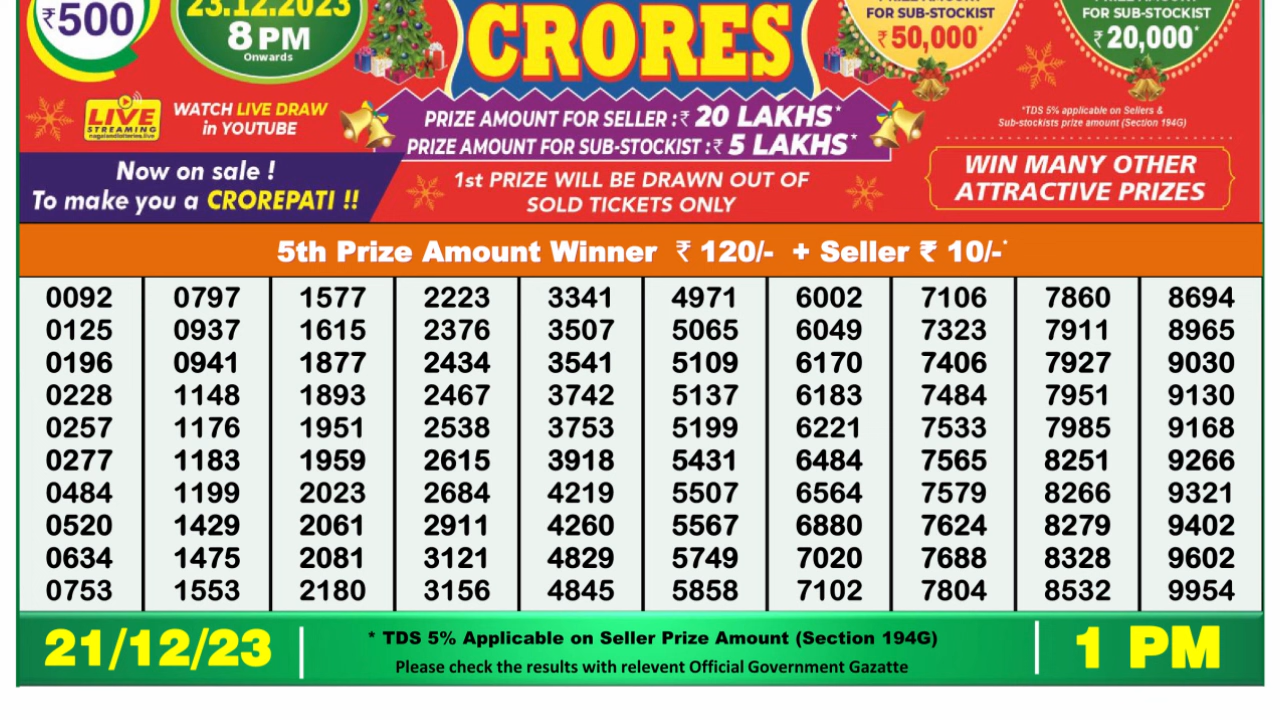 ₹500
23.12.2023
8 PM
Onwards
CRORES
FOR SUB-STOCKIST
₹ 50,000*
FOR SUB-STOCKIST
₹ 20,000*
LIVE
STREAMING
nagalandlotteries.live
WATCH LIVE DRAW
in YOUTUBE
PRIZE AMOUNT FOR SELLER :₹ 20 LAKHS*
PRIZE AMOUNT FOR SUB-STOCKIST :₹ 5 LAKHS*
*TDS 5% applicable on Sellers &
Sub-stockists prize amount (Section 194G)
Now on sale !
To make you a CROREPATI !!
1st PRIZE WILL BE DRAWN OUT OF
SOLD TICKETS ONLY
WIN MANY OTHER
ATTRACTIVE PRIZES
5th Prize Amount Winner ₹ 120/- + Seller ₹ 10/-*
0092 0797 1577 2223 3341 4971 6002 7106 7860 8694
0125 0937 1615 2376 3507 5065 6049 7323 7911 8965
0196 0941 1877 2434 3541 5109 6170 7406 7927 9030
0228 1148 1893 2467 3742 5137 6183 7484 7951 9130
0257 1176 1951 2538 3753 5199 6221 7533 7985 9168
0277 1183 1959 2615 3918 5431 6484 7565 8251 9266
0484 1199 2023 2684 4219 5507 6564 7579 8266 9321
0520 1429 2061 2911 4260 5567 6880 7624 8279 9402
0634 1475 2081 3121 4829 5749 7020 7688 8328 9602
0753 1553 2180 3156 4845 5858 7102 7804 8532 9954
21/12/23
* TDS 5% Applicable on Seller Prize Amount (Section 194G)
Please check the results with relevent Official Government Gazatte
1 PM